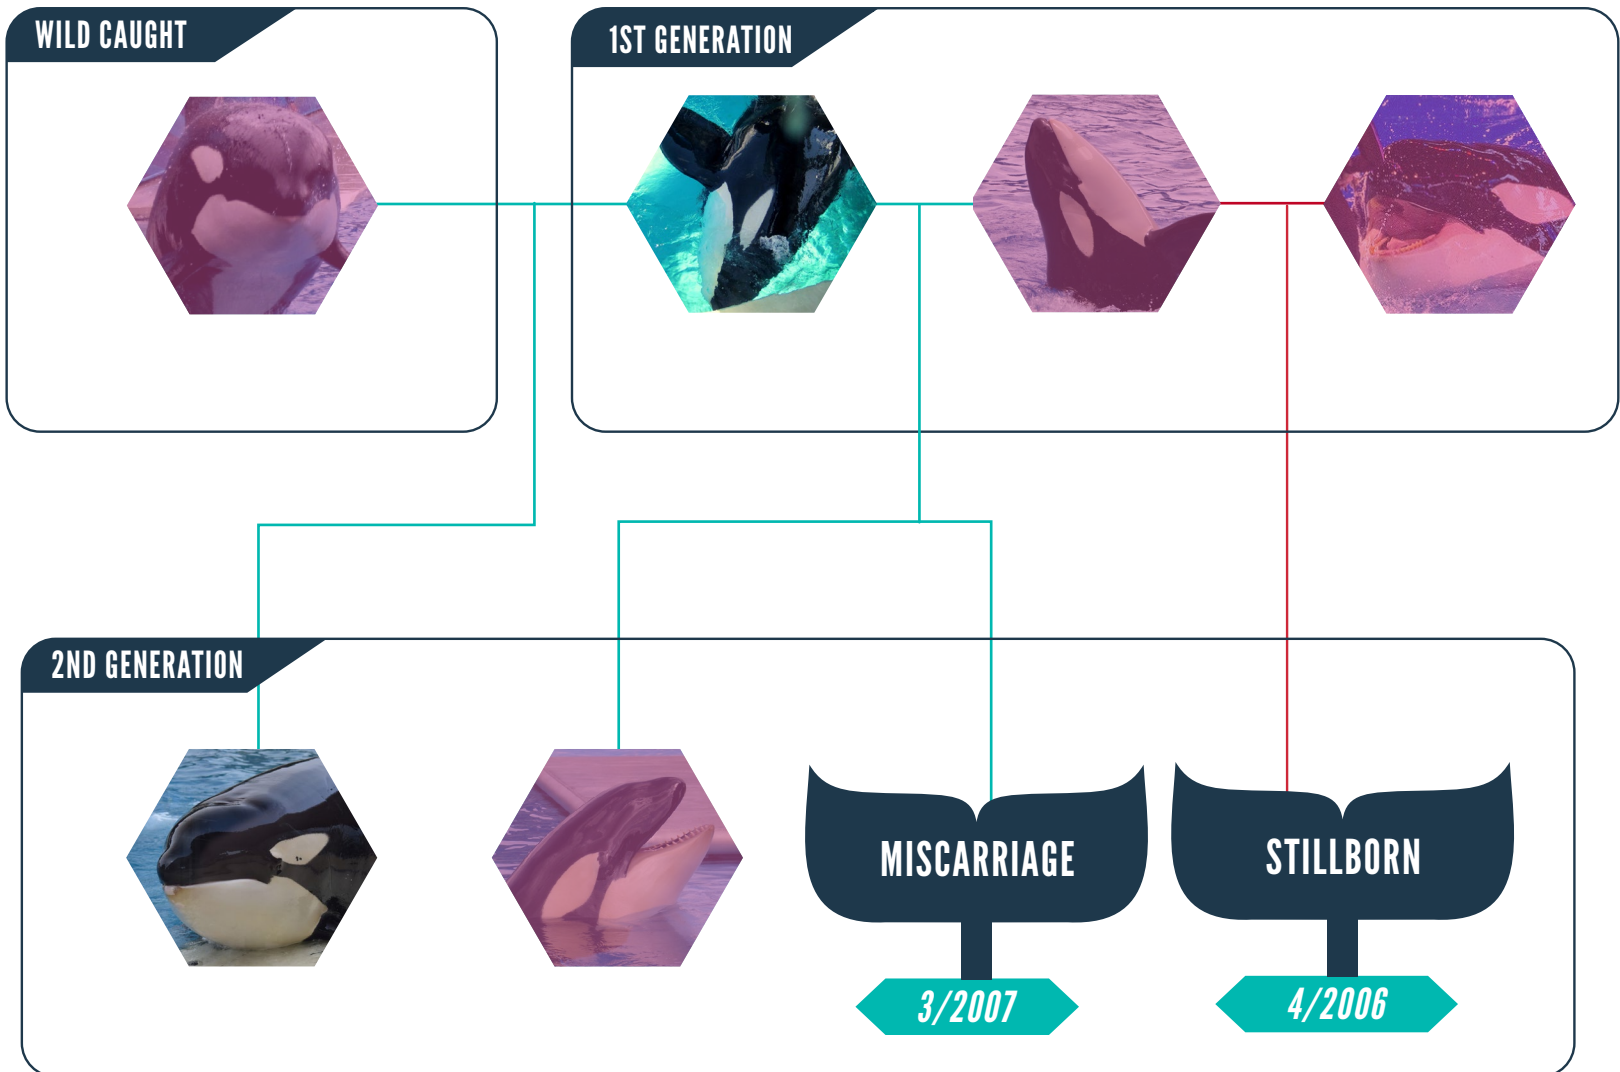 WILD CAUGHT
1ST GENERATION
2ND GENERATION
MISCARRIAGE
STILLBORN
3/2007
4/2006